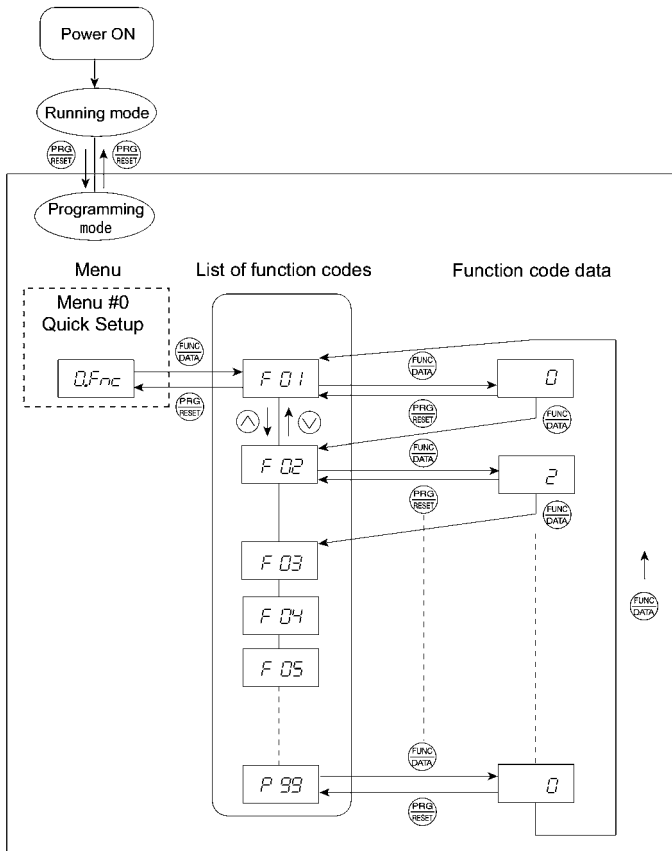 Power ON
Running mode
PRG
RESET
PRG
RESET
Programming
mode
Menu
List of function codes
Function code data
Menu #0
Quick Setup
FUNC
DATA
0.Fnc
PRG
RESET
F 01
FUNC
DATA
0
PRG
RESET
FUNC
DATA
F 02
FUNC
DATA
2
PRG
RESET
FUNC
DATA
F 03
FUNC
DATA
F 04
F 05
FUNC
DATA
P 99
0
PRG
RESET